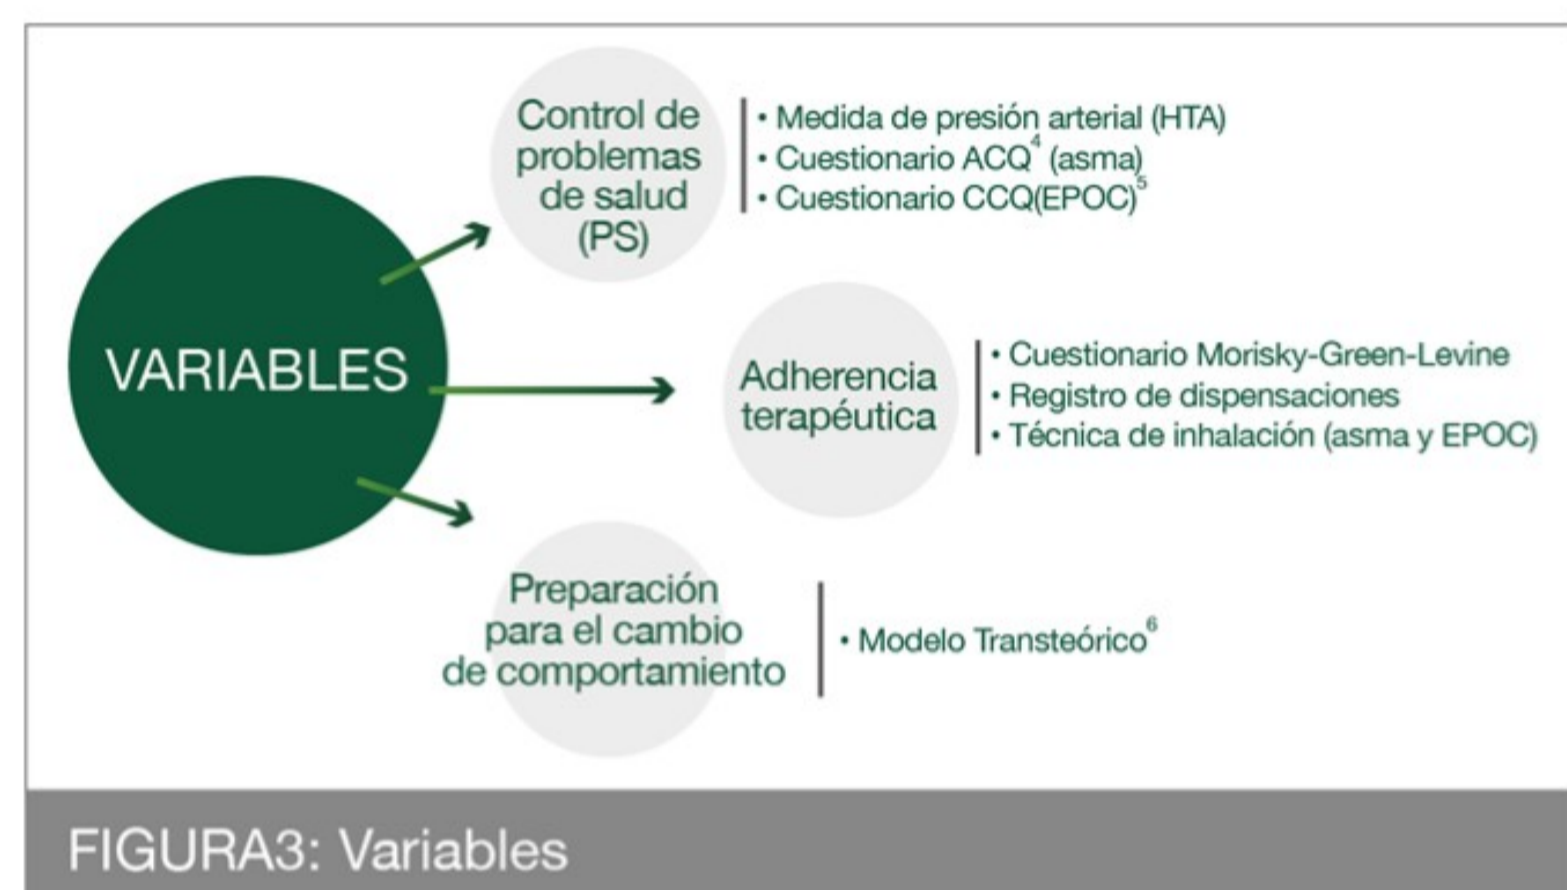 Control de
problemas
de salud
(PS)
• Medida de presión arterial (HTA)
• Cuestionario ACQ⁴ (asma)
• Cuestionario CCQ(EPOC)⁵
VARIABLES
Adherencia
terapéutica
• Cuestionario Morisky-Green-Levine
• Registro de dispensaciones
• Técnica de inhalación (asma y EPOC)
Preparación
para el cambio
de comportamiento
• Modelo Transteórico⁶
FIGURA3: Variables